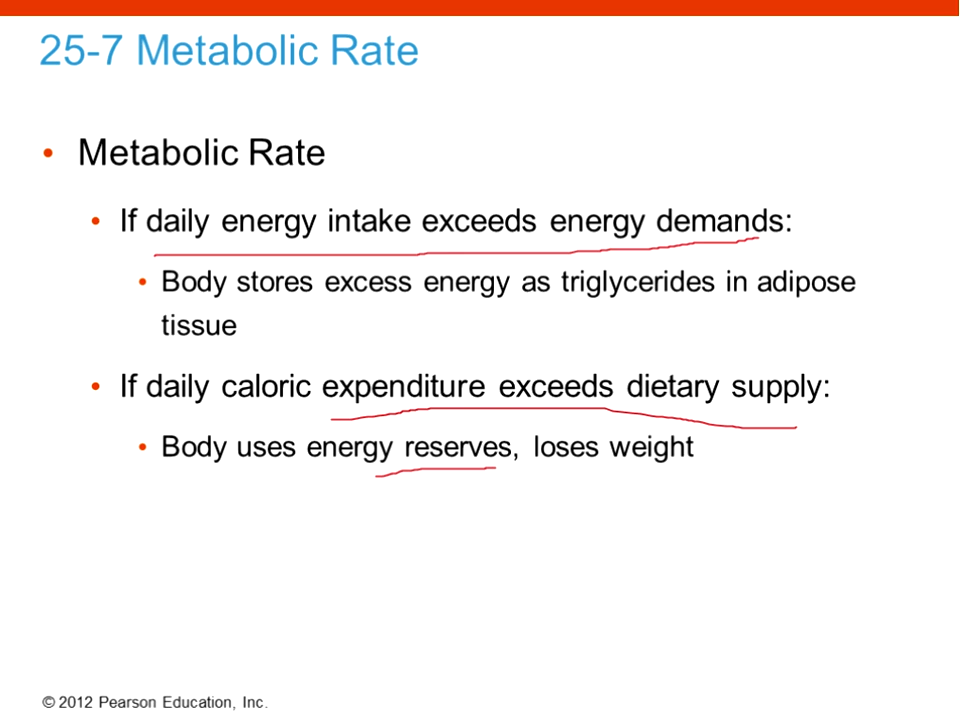 25-7 Metabolic Rate
• Metabolic Rate
• If daily energy intake exceeds energy demands:
• Body stores excess energy as triglycerides in adipose
tissue
• If daily caloric expenditure exceeds dietary supply:
• Body uses energy reserves, loses weight
© 2012 Pearson Education, Inc.